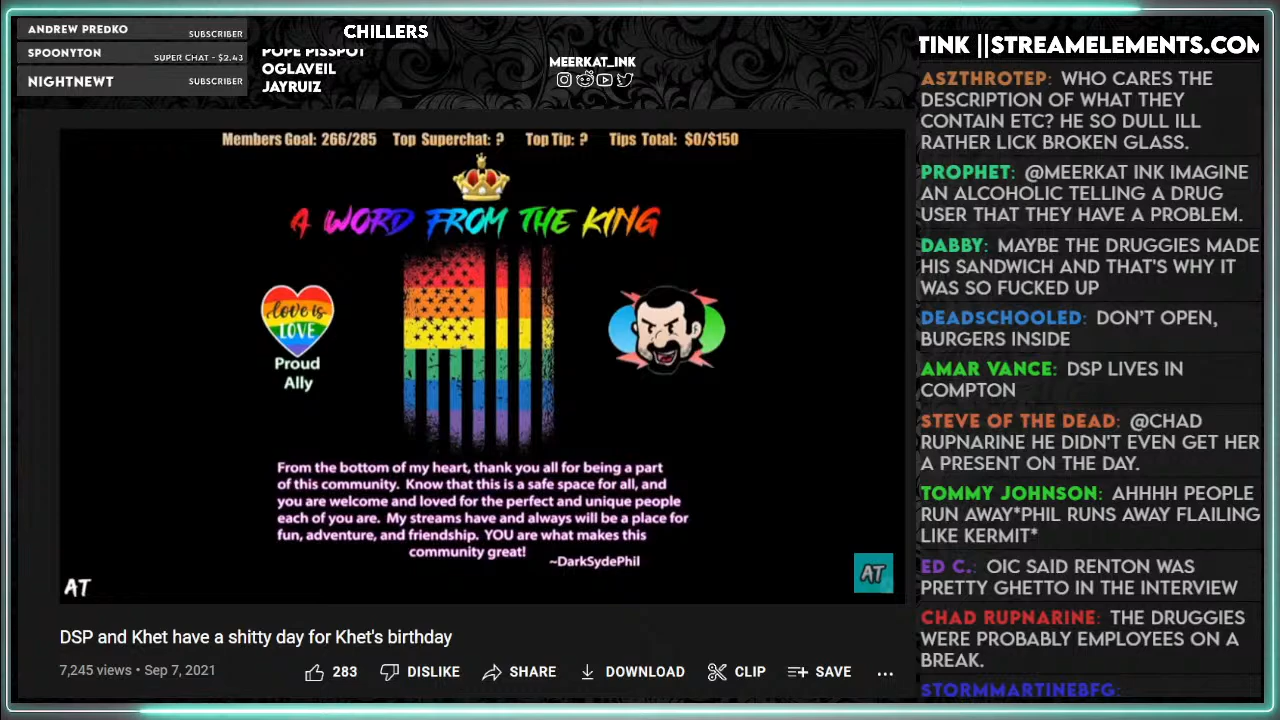 ANDREW PREDKO SUBSCRIBER
SPOONYTON SUPER CHAT - $2.43
NIGHTNEWT SUBSCRIBER
CHILLERS
POPE PISSPOT
OGLAVEIL
JAYRUIZ
MEERKAT_INK
TINK ||STREAMELEMENTS.COM
Members Goal: 266/285 Top Superchat: ? Top Tip: ? Tips Total: $0/$150
A WORD FROM THE KING
love is
LOVE
Proud
Ally
From the bottom of my heart, thank you all for being a part
of this community. Know that this is a safe space for all, and
you are welcome and loved for the perfect and unique people
each of you are. My streams have and always will be a place for
fun, adventure, and friendship. YOU are what makes this
community great!
~DarkSydePhil
AT
AT
DSP and Khet have a shitty day for Khet's birthday
7,245 views • Sep 7, 2021
283 DISLIKE SHARE DOWNLOAD CLIP SAVE ...
ASZTHROTEP: WHO CARES THE
DESCRIPTION OF WHAT THEY
CONTAIN ETC? HE SO DULL ILL
RATHER LICK BROKEN GLASS.
PROPHET: @MEERKAT INK IMAGINE
AN ALCOHOLIC TELLING A DRUG
USER THAT THEY HAVE A PROBLEM.
DABBY: MAYBE THE DRUGGIES MADE
HIS SANDWICH AND THAT'S WHY IT
WAS SO FUCKED UP
DEADSCHOOLED: DON'T OPEN,
BURGERS INSIDE
AMAR VANCE: DSP LIVES IN
COMPTON
STEVE OF THE DEAD: @CHAD
RUPNARINE HE DIDN'T EVEN GET HER
A PRESENT ON THE DAY.
TOMMY JOHNSON: AHHHH PEOPLE
RUN AWAY*PHIL RUNS AWAY FLAILING
LIKE KERMIT*
ED C.: OIC SAID RENTON WAS
PRETTY GHETTO IN THE INTERVIEW
CHAD RUPNARINE: THE DRUGGIES
WERE PROBABLY EMPLOYEES ON A
BREAK.
STORMMARTINEBFG: